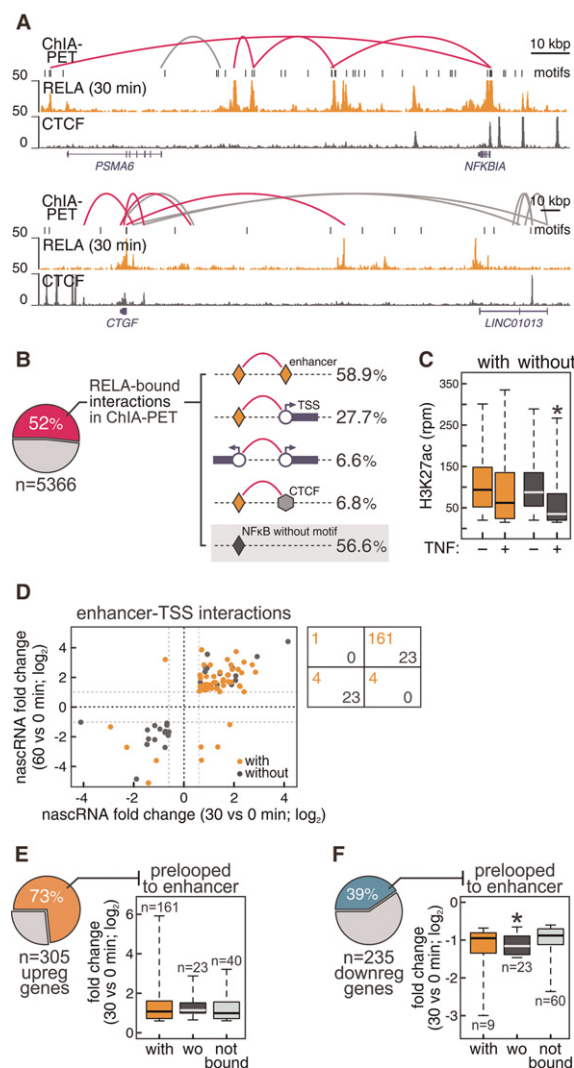 A
ChIA-
PET
10 kbp
motifs
50
RELA (30 min)
50
CTCF
0
PSMA6
NFKBIA
ChIA-
PET
10 kbp
motifs
50
RELA (30 min)
50
CTCF
0
CTGF
LINC01013
B
52%
n=5366
RELA-bound
interactions
in ChIA-PET
enhancer
58.9%
TSS
27.7%
6.6%
CTCF
6.8%
NFκB without motif
56.6%
C
with without
H3K27ac (rpm)
350
250
150
50
*
TNF: – + – +
D
enhancer-TSS interactions
nascRNA fold change
(60 vs 0 min; log₂)
4
2
0
-2
-4
with
without
-4 -2 0 2 4
nascRNA fold change (30 vs 0 min; log₂)
1 161
0 23
4 4
23 0
E
73%
n=305
upreg
genes
prelooped
to enhancer
fold change
(30 vs 0 min; log₂)
6
4
2
0
n=161
n=23
n=40
with wo not
bound
F
39%
n=235
downreg
genes
prelooped
to enhancer
fold change
(30 vs 0 min; log₂)
0
-1
-3
*
n=9
n=23
n=60
with wo not
bound